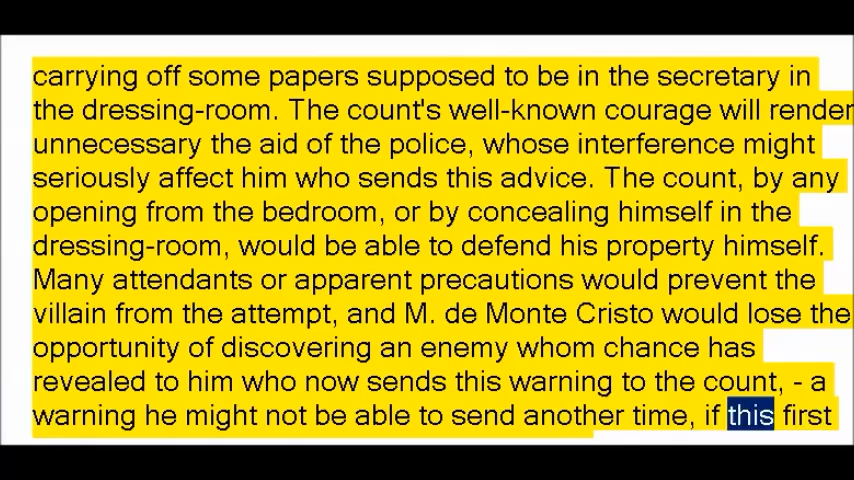 carrying off some papers supposed to be in the secretary in
the dressing-room. The count's well-known courage will render
unnecessary the aid of the police, whose interference might
seriously affect him who sends this advice. The count, by any
opening from the bedroom, or by concealing himself in the
dressing-room, would be able to defend his property himself.
Many attendants or apparent precautions would prevent the
villain from the attempt, and M. de Monte Cristo would lose the
opportunity of discovering an enemy whom chance has
revealed to him who now sends this warning to the count, - a
warning he might not be able to send another time, if this first